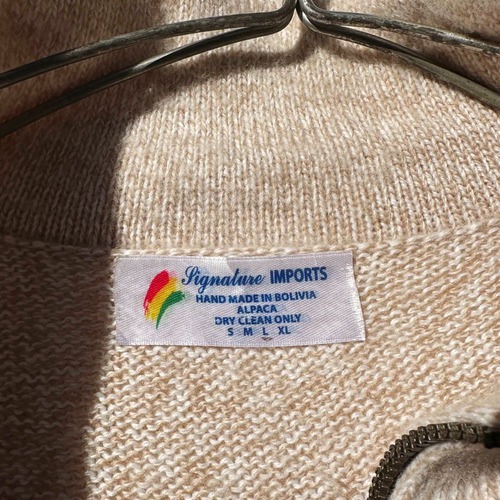 Signature IMPORTS
HAND MADE IN BOLIVIA
ALPACA
DRY CLEAN ONLY
S M L XL